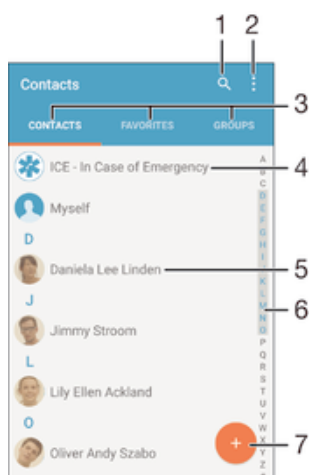 1 2
Contacts
3
CONTACTS FAVORITES GROUPS
ICE - In Case of Emergency 4
Myself
D
Daniela Lee Linden 5
J
Jimmy Stroom
L
Lily Ellen Ackland
O
Oliver Andy Szabo
A
B
C
D
E
F
G
H
I
K
L
M
N
O
P
Q
R
S
T
U
V
W
X
Y
6
+ 7